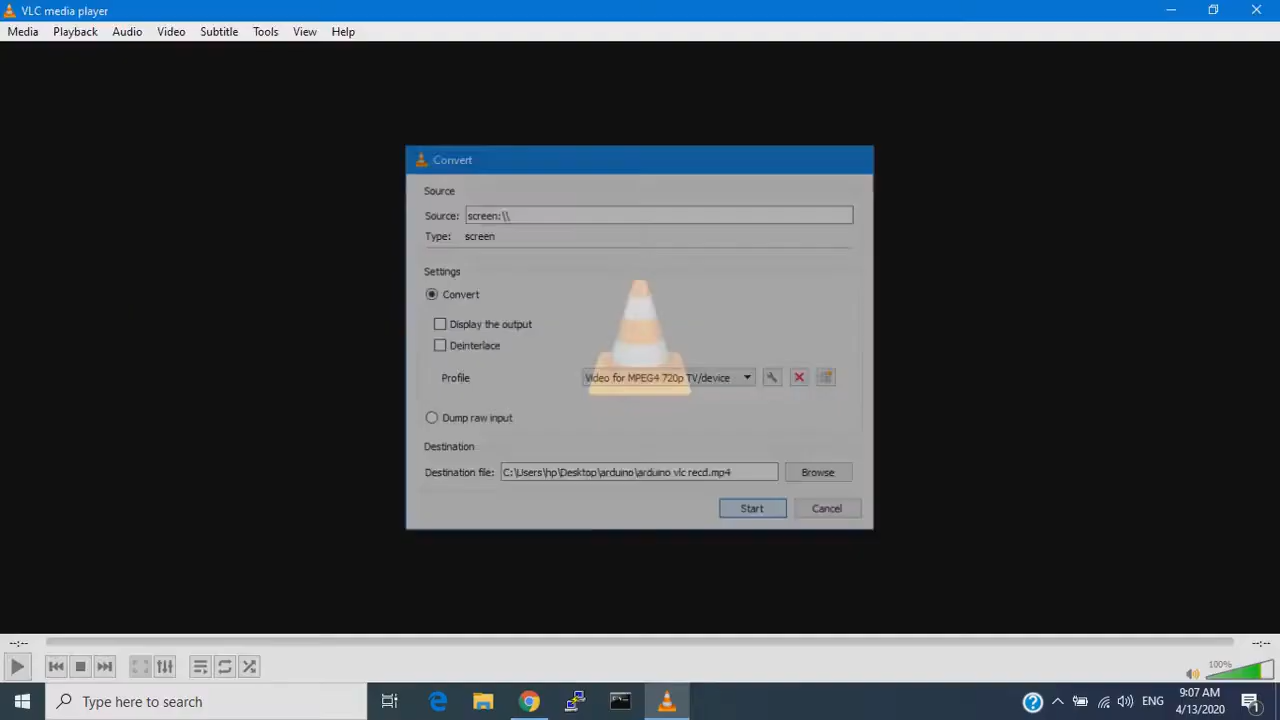 VLC media player
Media Playback Audio Video Subtitle Tools View Help
Convert
Source
Source: screen:\\
Type: screen
Settings
Convert
Display the output
Deinterlace
Profile Video for MPEG4 720p TV/device
Dump raw input
Destination
Destination file: C:\Users\hp\Desktop\arduino\arduino vlc recd.mp4 Browse
Start Cancel
--:-- --:--
100%
Type here to search
ENG
9:07 AM
4/13/2020
1